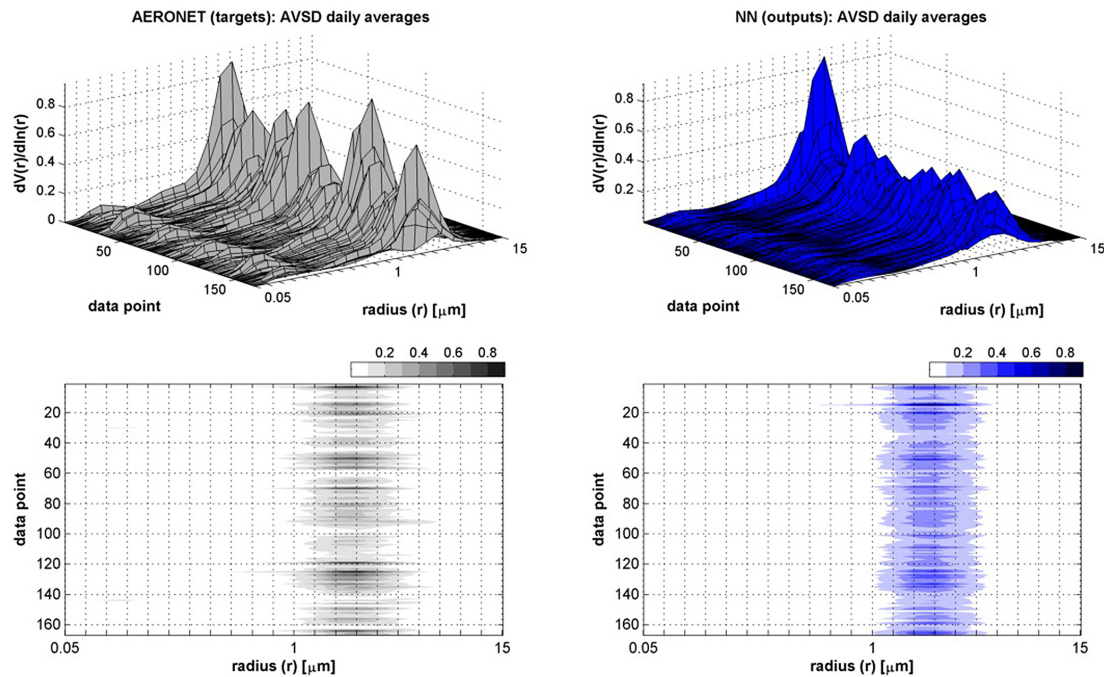 AERONET (targets): AVSD daily averages
0.8
0.6
0.4
0.2
0
dV(r)/dln(r)
50
100
150
data point
0.05
1
15
radius (r) [μm]
NN (outputs): AVSD daily averages
0.8
0.6
0.4
0.2
dV(r)/dln(r)
50
100
150
data point
0.05
1
15
radius (r) [μm]
0.2 0.4 0.6 0.8
20
40
60
80
100
120
140
160
data point
0.05 1 15
radius (r) [μm]
0.2 0.4 0.6 0.8
20
40
60
80
100
120
140
160
data point
0.05 1 15
radius (r) [μm]